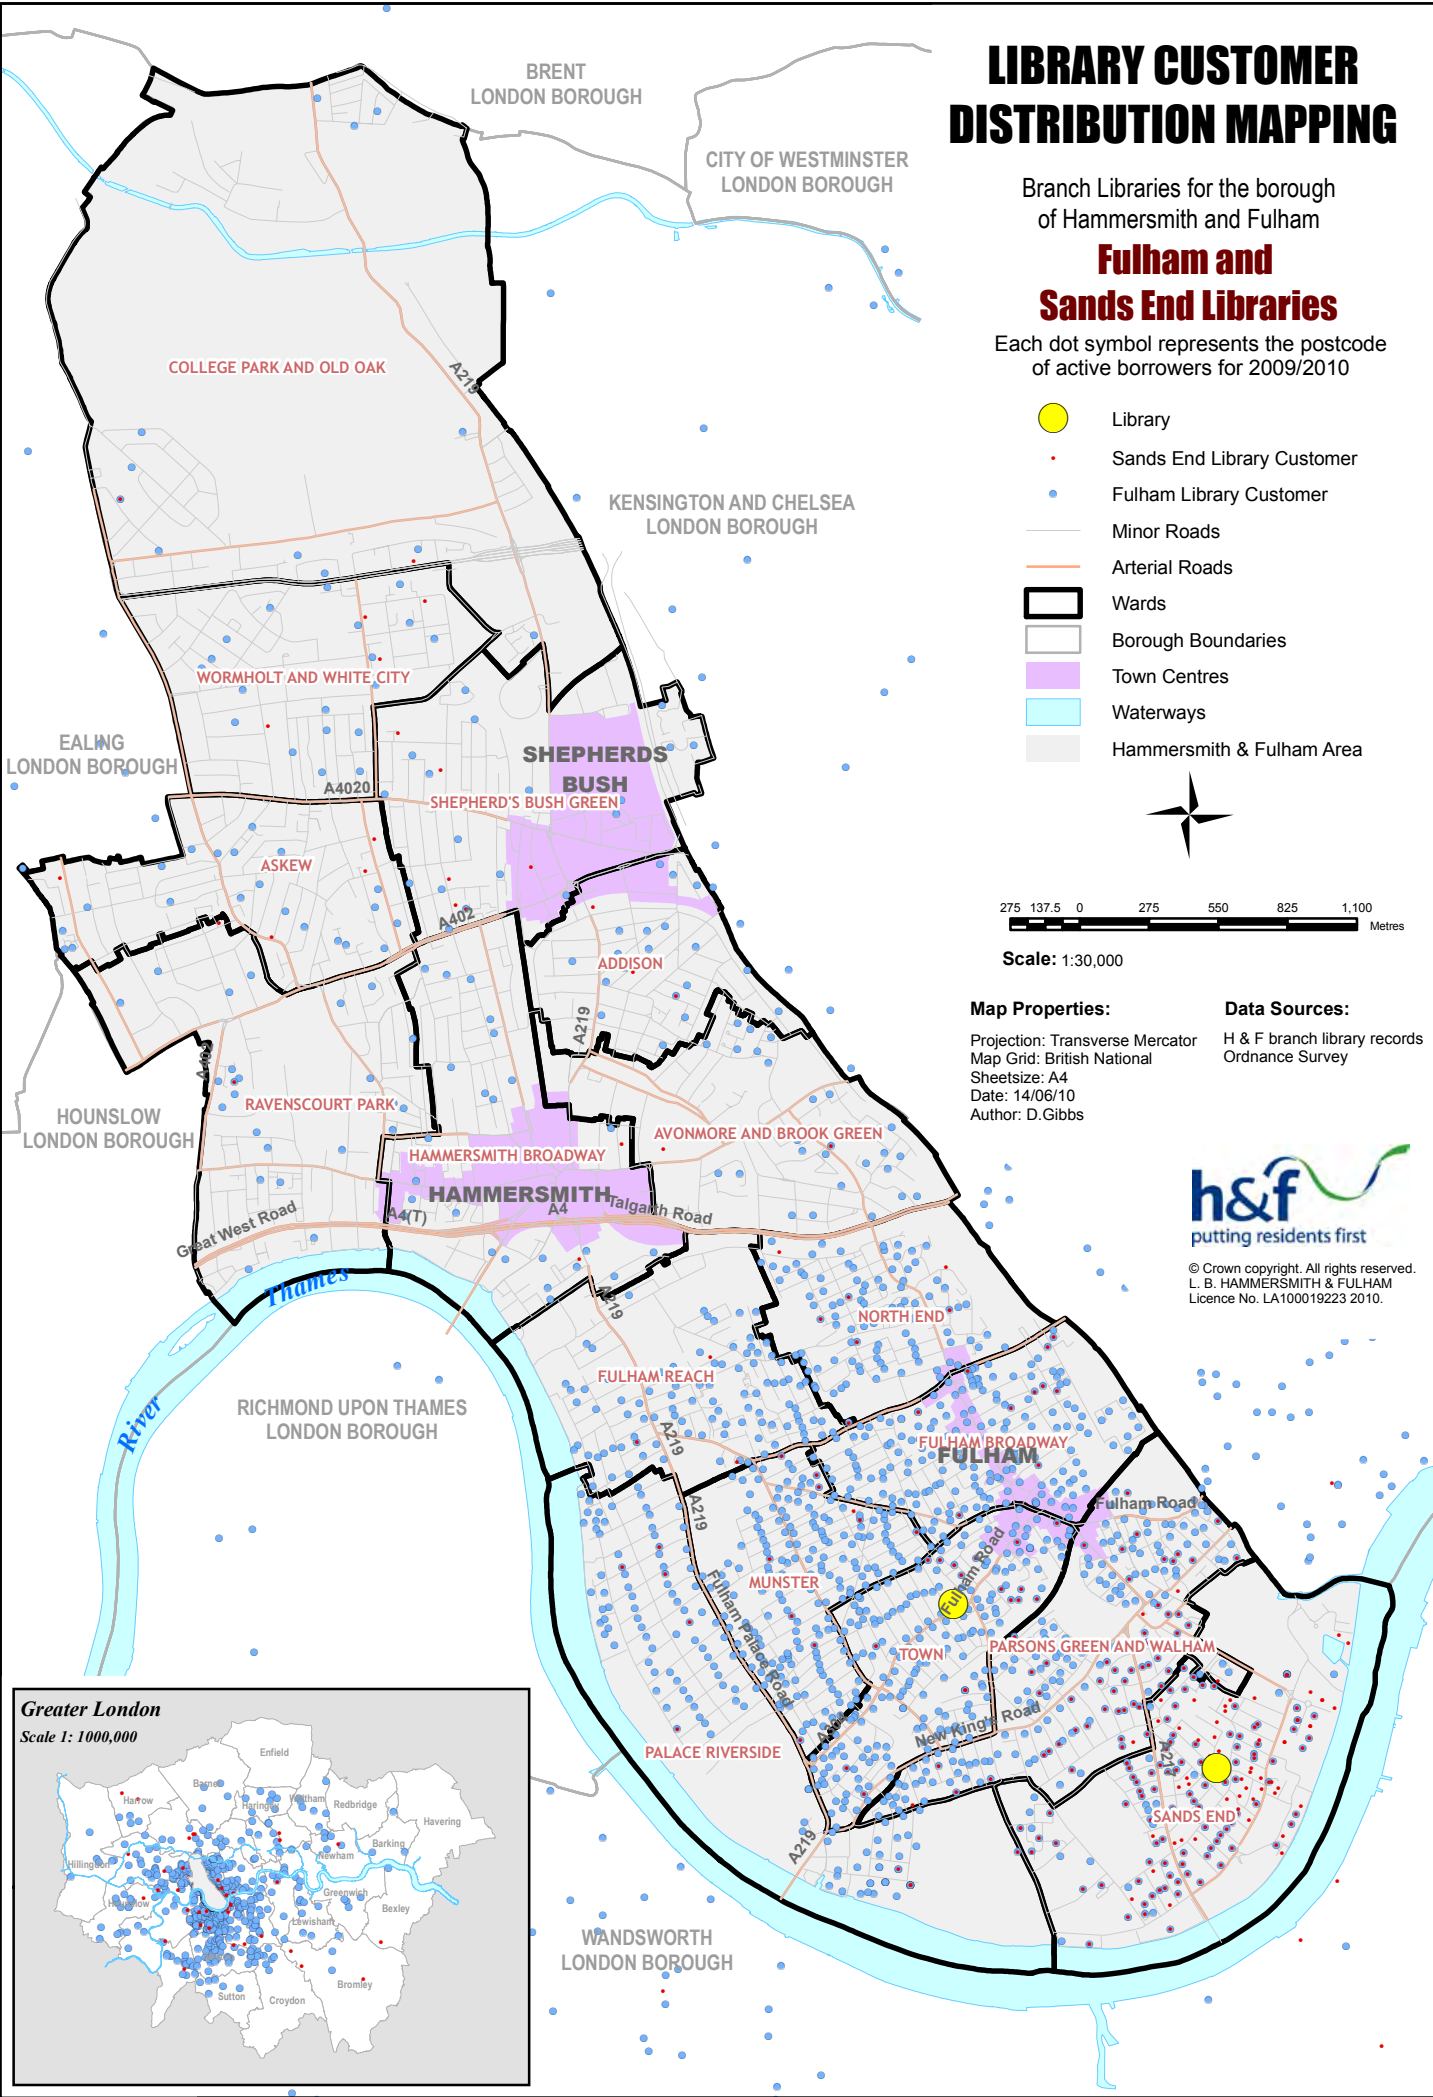 LIBRARY CUSTOMER
DISTRIBUTION MAPPING
Branch Libraries for the borough
of Hammersmith and Fulham
Fulham and
Sands End Libraries
Each dot symbol represents the postcode
of active borrowers for 2009/2010
Library
Sands End Library Customer
Fulham Library Customer
Minor Roads
Arterial Roads
Wards
Borough Boundaries
Town Centres
Waterways
Hammersmith & Fulham Area
275 137.5 0 275 550 825 1,100
Metres
Scale: 1:30,000
Map Properties:
Projection: Transverse Mercator
Map Grid: British National
Sheetsize: A4
Date: 14/06/10
Author: D.Gibbs
Data Sources:
H & F branch library records
Ordnance Survey
h&f
putting residents first
© Crown copyright. All rights reserved.
L. B. HAMMERSMITH & FULHAM
Licence No. LA100019223 2010.
BRENT
LONDON BOROUGH
CITY OF WESTMINSTER
LONDON BOROUGH
COLLEGE PARK AND OLD OAK
A219
KENSINGTON AND CHELSEA
LONDON BOROUGH
WORMHOLT AND WHITE CITY
EALING
LONDON BOROUGH
SHEPHERDS
BUSH
A4020
SHEPHERD'S BUSH GREEN
ASKEW
A402
ADDISON
A219
A402
RAVENSCOURT PARK
HOUNSLOW
LONDON BOROUGH
AVONMORE AND BROOK GREEN
HAMMERSMITH BROADWAY
HAMMERSMITH
A4
Talgarth Road
A4(T)
Great West Road
Thames
River
A219
NORTH END
FULHAM REACH
RICHMOND UPON THAMES
LONDON BOROUGH
A219
FULHAM BROADWAY
FULHAM
A219
Fulham Road
Fulham Road
MUNSTER
Fulham Palace Road
TOWN
PARSONS GREEN AND WALHAM
New King's Road
PALACE RIVERSIDE
A217
SANDS END
A219
WANDSWORTH
LONDON BOROUGH
Greater London
Scale 1: 1000,000
Enfield
Barnet
Harrow
Haringey
Waltham
Redbridge
Havering
Barking
Newham
Hillingdon
Greenwich
Hounslow
Bexley
Lewisham
Bromley
Sutton
Croydon